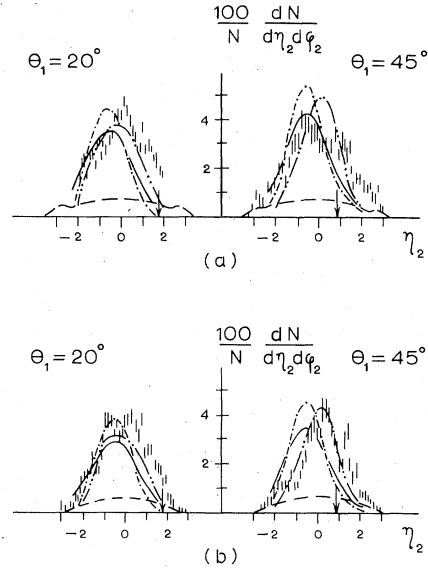 100/N dN/dη₂dφ₂
θ₁ = 20°
θ₁ = 45°
4
2
−2 0 2
−2 0 2
η₂
(a)
100/N dN/dη₂dφ₂
θ₁ = 20°
θ₁ = 45°
4
2
−2 0 2
−2 0 2
η₂
(b)